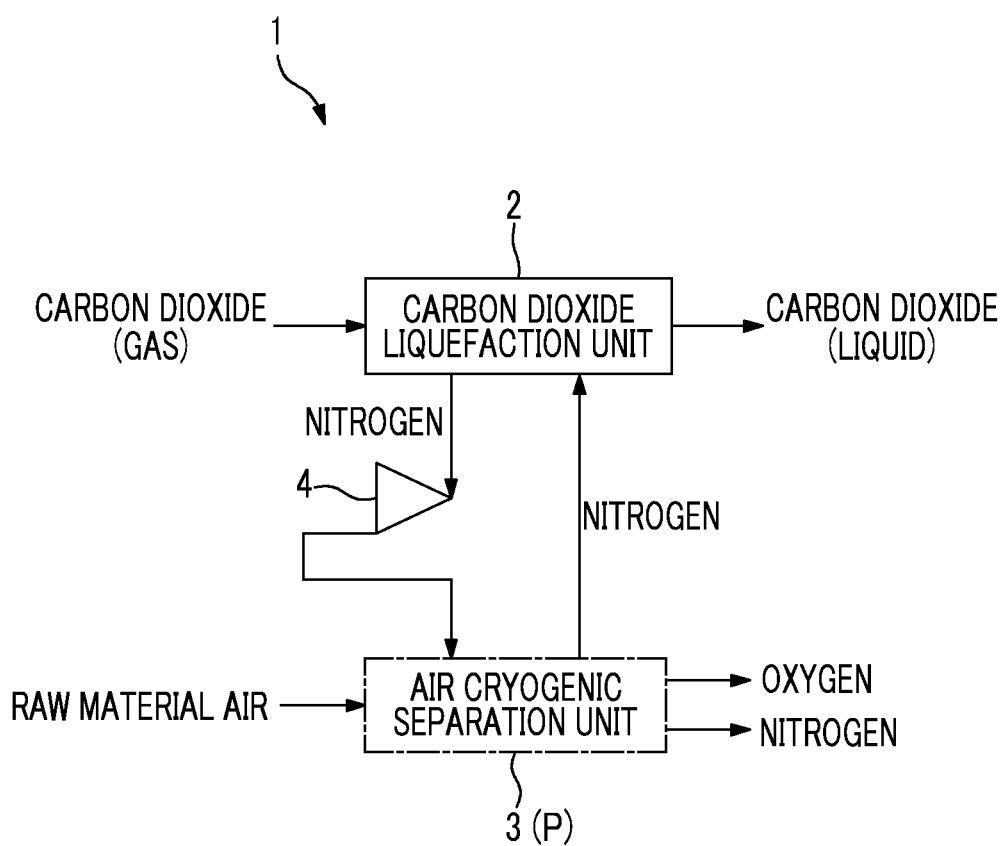 1
2
CARBON DIOXIDE
(GAS)
CARBON DIOXIDE
LIQUEFACTION UNIT
CARBON DIOXIDE
(LIQUID)
NITROGEN
4
NITROGEN
RAW MATERIAL AIR
AIR CRYOGENIC
SEPARATION UNIT
OXYGEN
NITROGEN
3 (P)